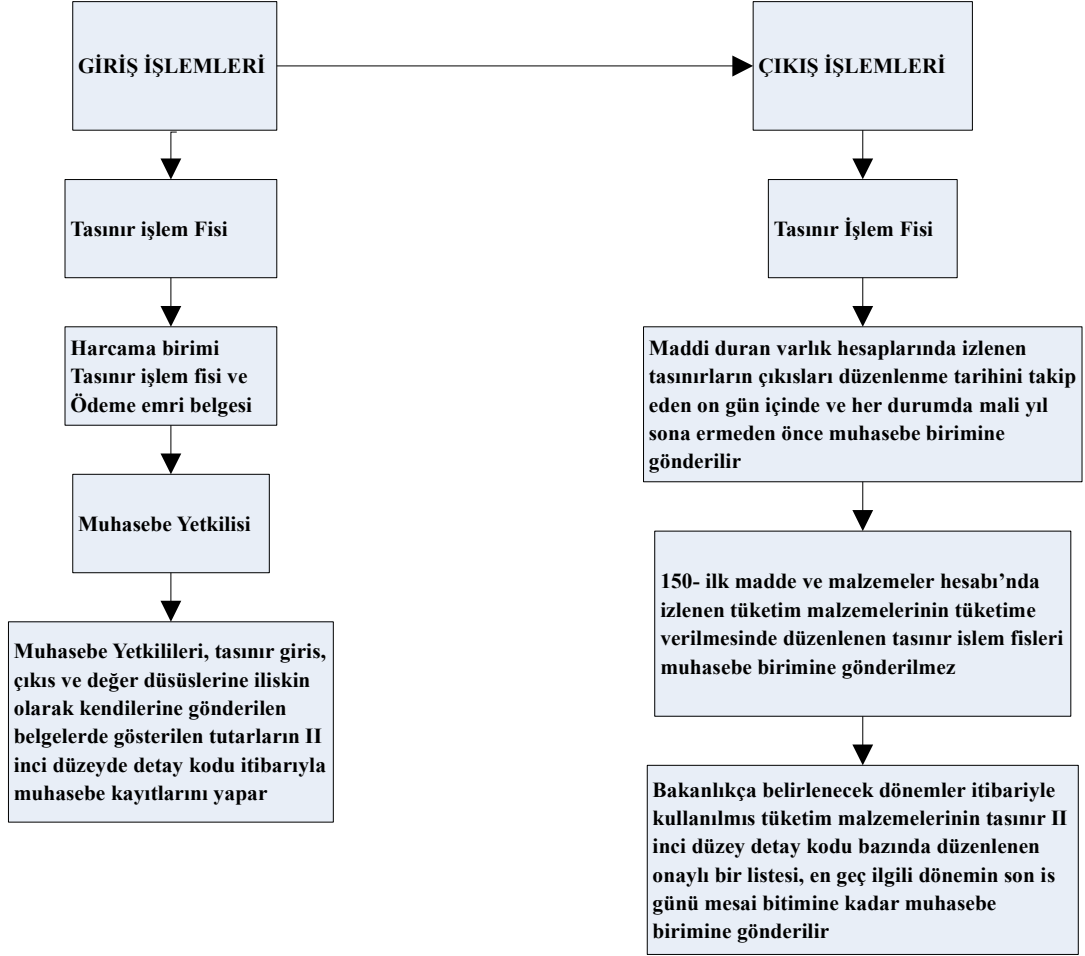 GİRİŞ İŞLEMLERİ
ÇIKIŞ İŞLEMLERİ
Tasınır işlem Fisi
Tasınır İşlem Fisi
Harcama birimi
Tasınır işlem fisi ve
Ödeme emri belgesi
Muhasebe Yetkilisi
Muhasebe Yetkilileri, tasınır giris,
çıkıs ve değer düsüslerine iliskin
olarak kendilerine gönderilen
belgelerde gösterilen tutarların II
inci düzeyde detay kodu itibarıyla
muhasebe kayıtlarını yapar
Maddi duran varlık hesaplarında izlenen
tasınırların çıkısları düzenlenme tarihini takip
eden on gün içinde ve her durumda mali yıl
sona ermeden önce muhasebe birimine
gönderilir
150- ilk madde ve malzemeler hesabı’nda
izlenen tüketim malzemelerinin tüketime
verilmesinde düzenlenen tasınır islem fisleri
muhasebe birimine gönderilmez
Bakanlıkça belirlenecek dönemler itibariyle
kullanılmıs tüketim malzemelerinin tasınır II
inci düzey detay kodu bazında düzenlenen
onaylı bir listesi, en geç ilgili dönemin son is
günü mesai bitimine kadar muhasebe
birimine gönderilir